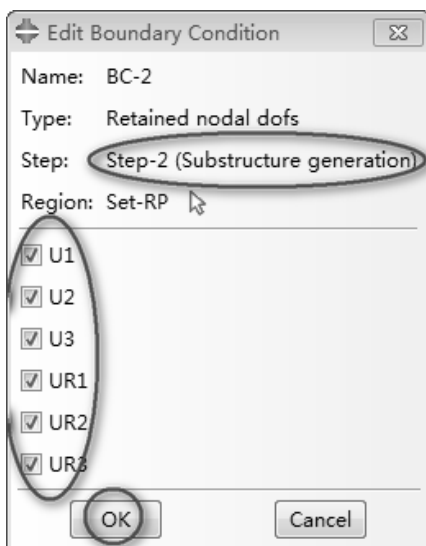 Edit Boundary Condition
Name: BC-2
Type: Retained nodal dofs
Step: Step-2 (Substructure generation)
Region: Set-RP
U1
U2
U3
UR1
UR2
UR3
OK Cancel